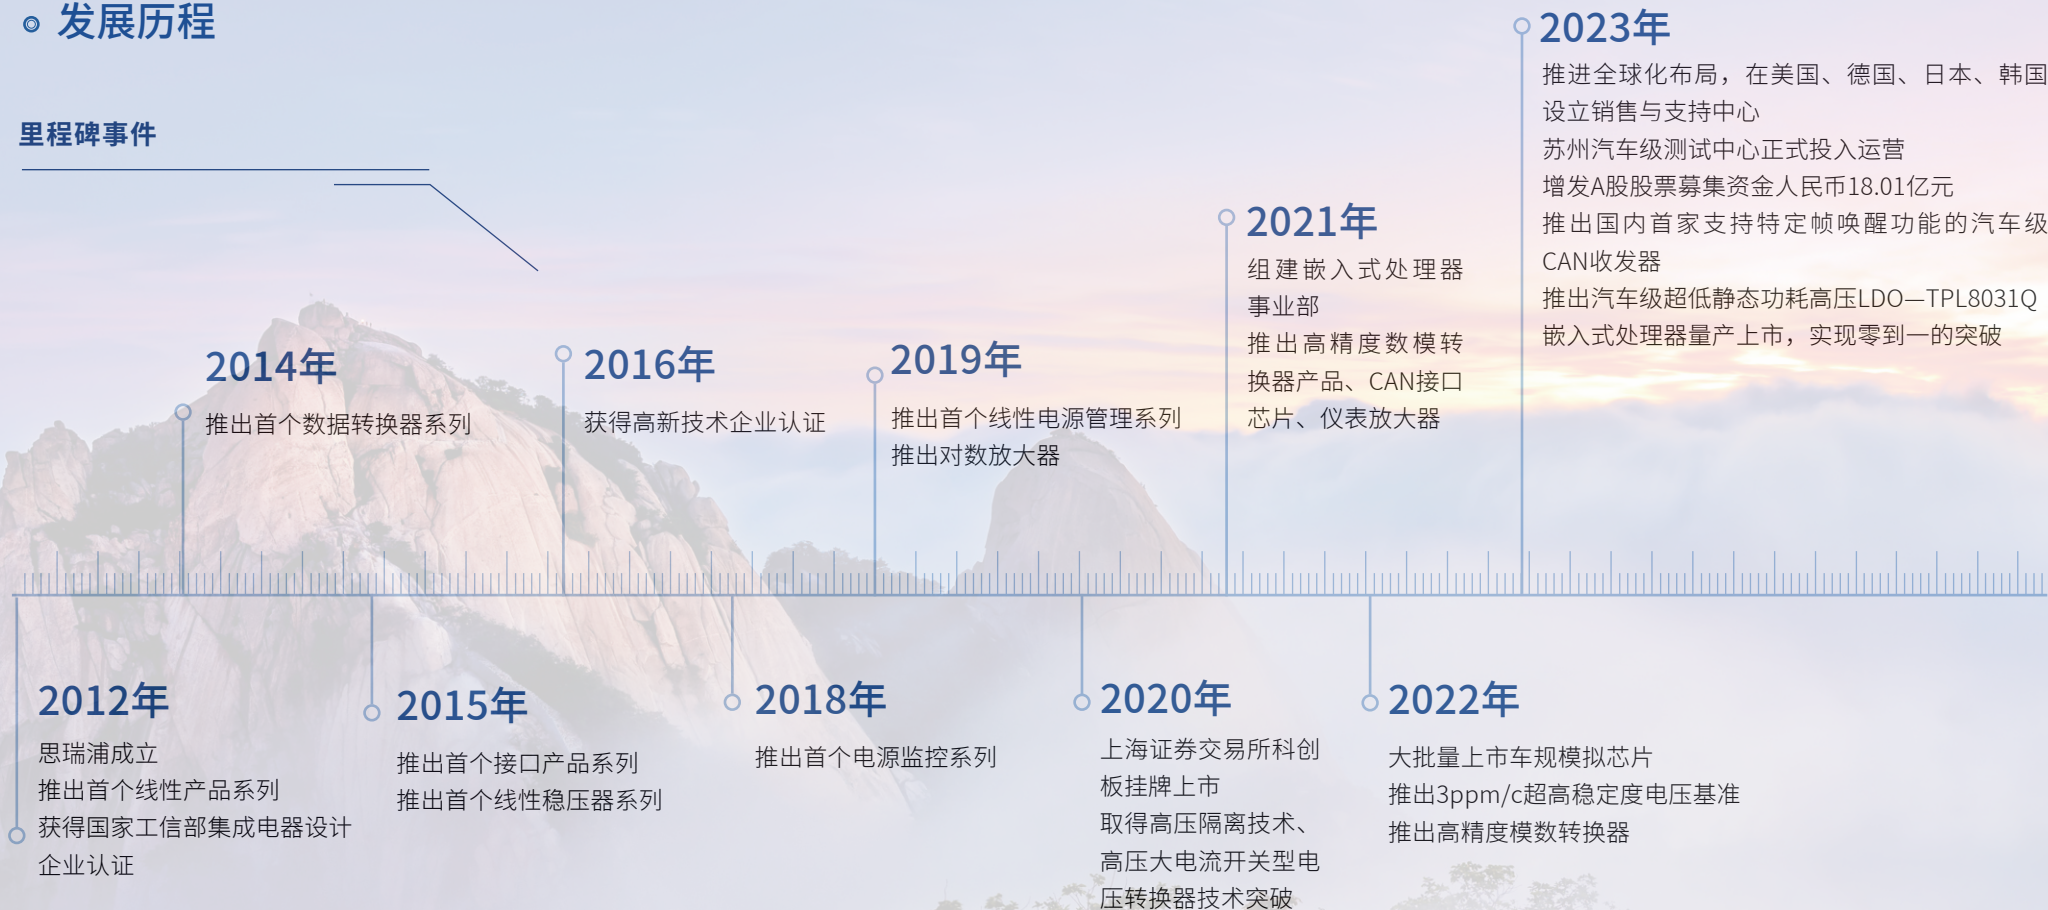 发展历程
里程碑事件
2012年
思瑞浦成立
推出首个线性产品系列
获得国家工信部集成电器设计
企业认证
2014年
推出首个数据转换器系列
2015年
推出首个接口产品系列
推出首个线性稳压器系列
2016年
获得高新技术企业认证
2018年
推出首个电源监控系列
2019年
推出首个线性电源管理系列
推出对数放大器
2020年
上海证券交易所科创
板挂牌上市
取得高压隔离技术、
高压大电流开关型电
压转换器技术突破
2021年
组建嵌入式处理器
事业部
推出高精度数模转
换器产品、CAN接口
芯片、仪表放大器
2022年
大批量上市车规模拟芯片
推出3ppm/c超高稳定度电压基准
推出高精度模数转换器
2023年
推进全球化布局，在美国、德国、日本、韩国
设立销售与支持中心
苏州汽车级测试中心正式投入运营
增发A股股票募集资金人民币18.01亿元
推出国内首家支持特定帧唤醒功能的汽车级
CAN收发器
推出汽车级超低静态功耗高压LDO—TPL8031Q
嵌入式处理器量产上市，实现零到一的突破